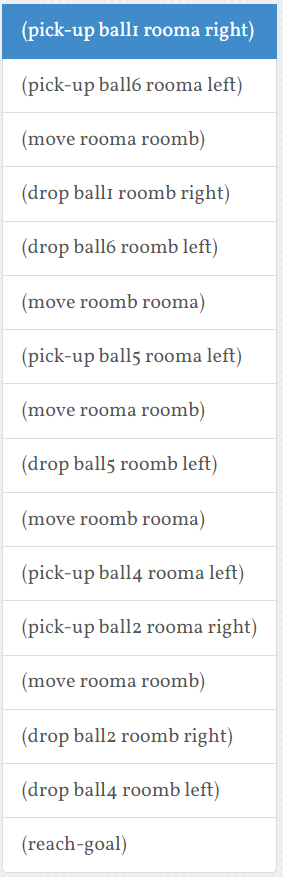 (pick-up ball1 rooma right)
(pick-up ball6 rooma left)
(move rooma roomb)
(drop ball1 roomb right)
(drop ball6 roomb left)
(move roomb rooma)
(pick-up ball5 rooma left)
(move rooma roomb)
(drop ball5 roomb left)
(move roomb rooma)
(pick-up ball4 rooma left)
(pick-up ball2 rooma right)
(move rooma roomb)
(drop ball2 roomb right)
(drop ball4 roomb left)
(reach-goal)